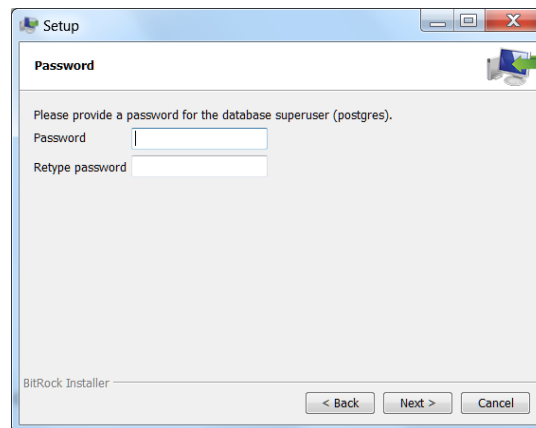 Setup
Password
Please provide a password for the database superuser (postgres).
Password
Retype password
BitRock Installer
< Back Next > Cancel